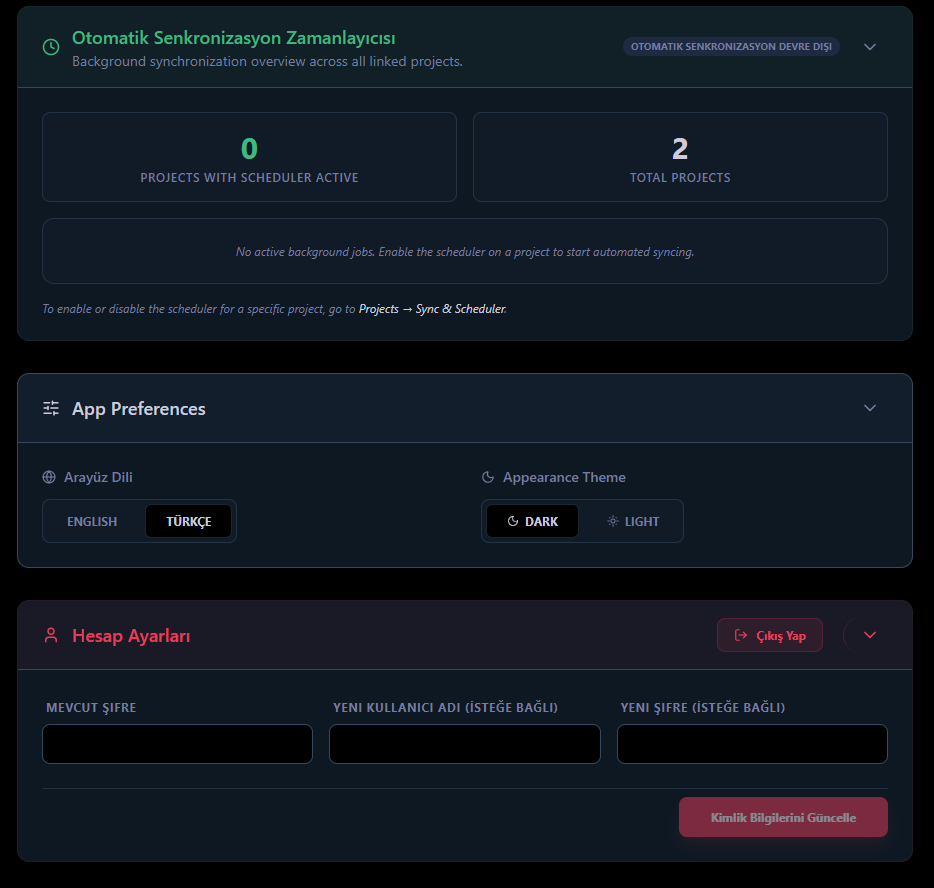 Otomatik Senkronizasyon Zamanlayıcısı
Background synchronization overview across all linked projects.
OTOMATIK SENKRONIZASYON DEVRE DIŞI
0
PROJECTS WITH SCHEDULER ACTIVE
2
TOTAL PROJECTS
No active background jobs. Enable the scheduler on a project to start automated syncing.
To enable or disable the scheduler for a specific project, go to Projects → Sync & Scheduler.
App Preferences
Arayüz Dili
ENGLISH
TÜRKÇE
Appearance Theme
DARK
LIGHT
Hesap Ayarları
Çıkış Yap
MEVCUT ŞIFRE
YENI KULLANICI ADI (İSTEĞE BAĞLI)
YENI ŞIFRE (İSTEĞE BAĞLI)
Kimlik Bilgilerini Güncelle